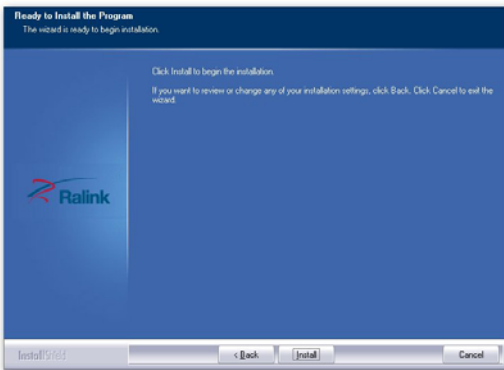 Ready to Install the Program
The wizard is ready to begin installation.
Click Install to begin the installation.
If you want to review or change any of your installation settings, click Back. Click Cancel to exit the
wizard.
Ralink
InstallShield
< Back
Install
Cancel